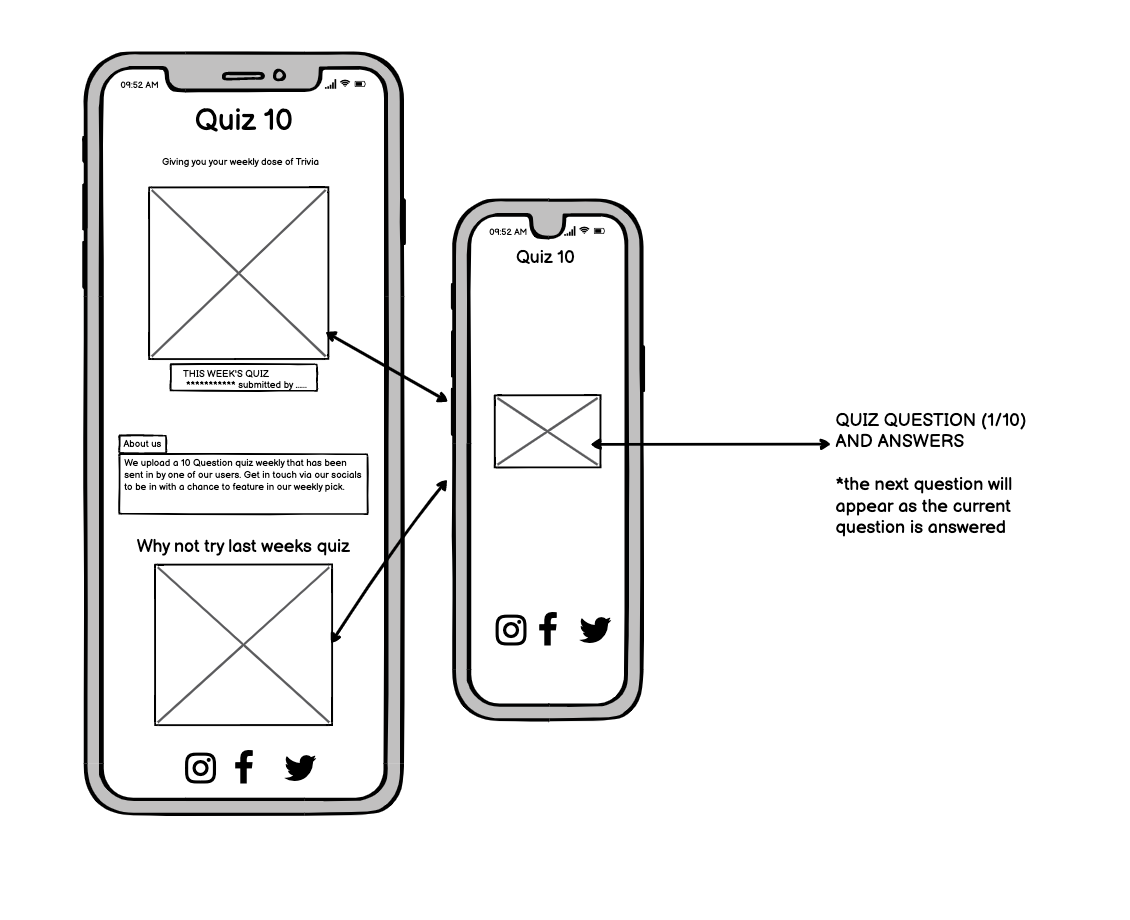 09:52 AM
Quiz 10
Giving you your weekly dose of Trivia
THIS WEEK'S QUIZ
*********** submitted by .....
About us
We upload a 10 Question quiz weekly that has been
sent in by one of our users. Get in touch via our socials
to be in with a chance to feature in our weekly pick.
Why not try last weeks quiz
09:52 AM
Quiz 10
QUIZ QUESTION (1/10)
AND ANSWERS
*the next question will
appear as the current
question is answered